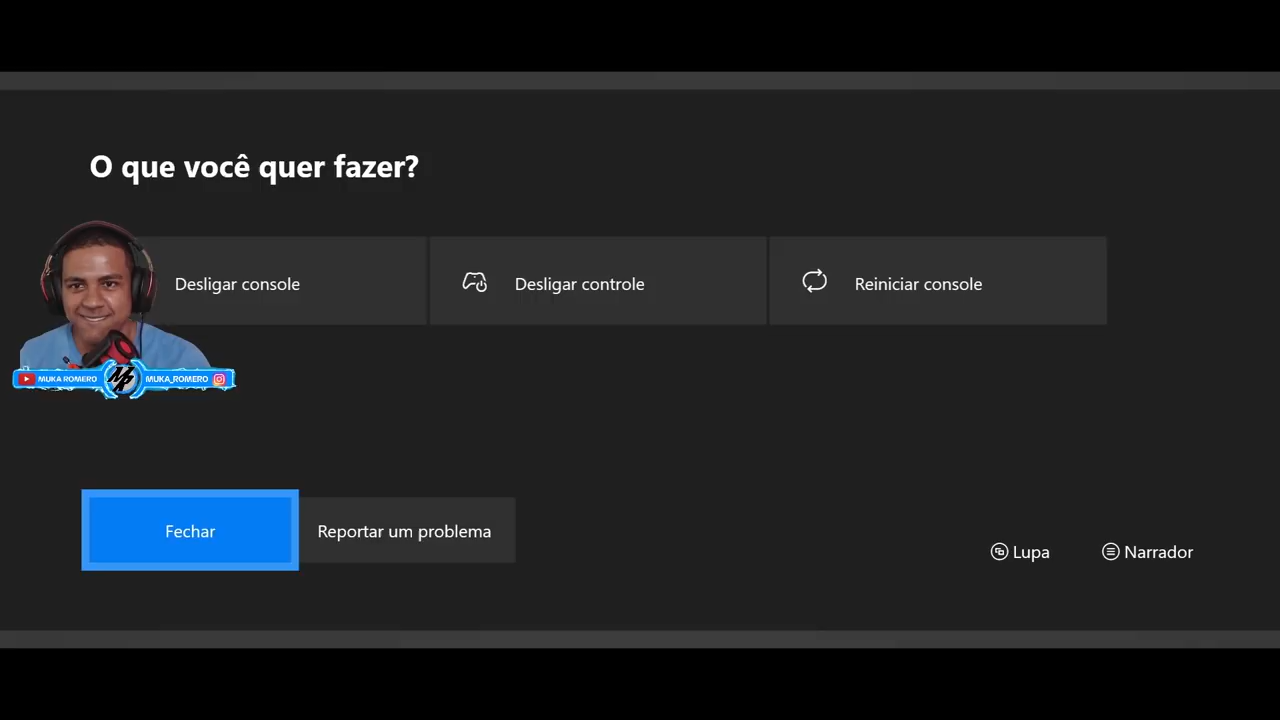 O que você quer fazer?
Desligar console
Desligar controle
Reiniciar console
MUKA ROMERO
MUKA_ROMERO
Fechar
Reportar um problema
Lupa
Narrador